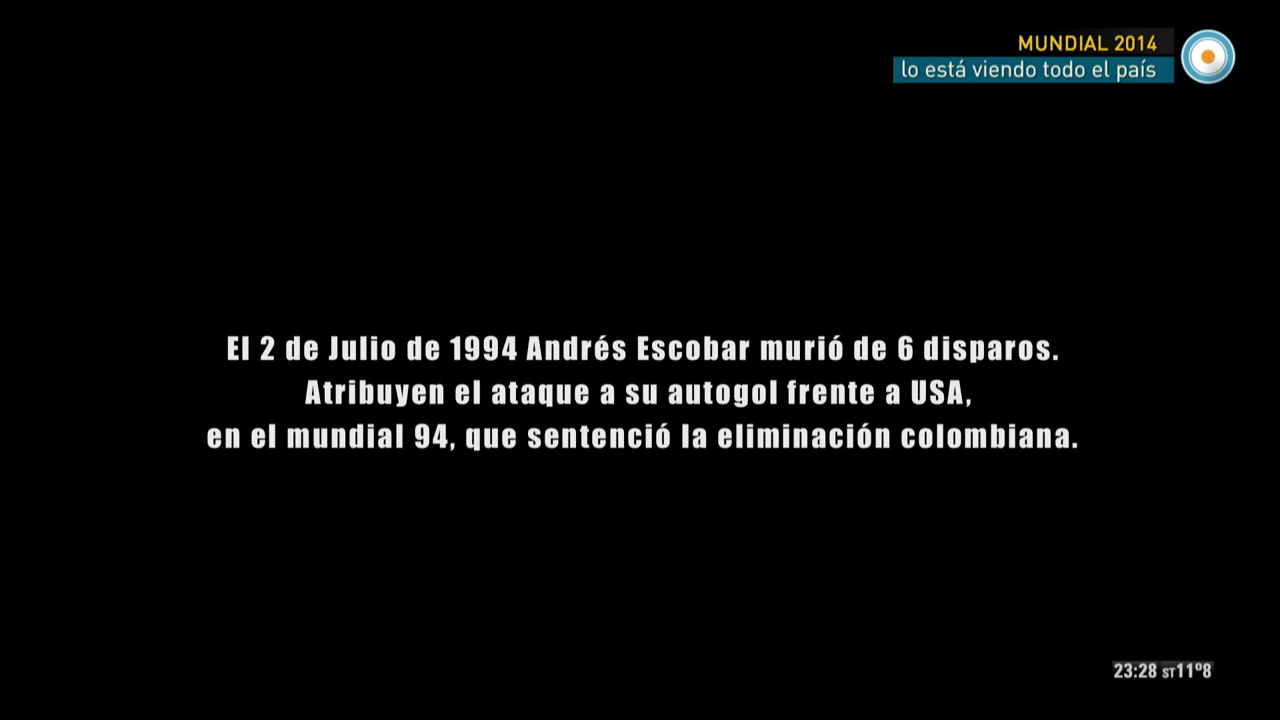 MUNDIAL 2014
lo está viendo todo el país
El 2 de Julio de 1994 Andrés Escobar murió de 6 disparos.
Atribuyen el ataque a su autogol frente a USA,
en el mundial 94, que sentenció la eliminación colombiana.
23:28 ST11º8